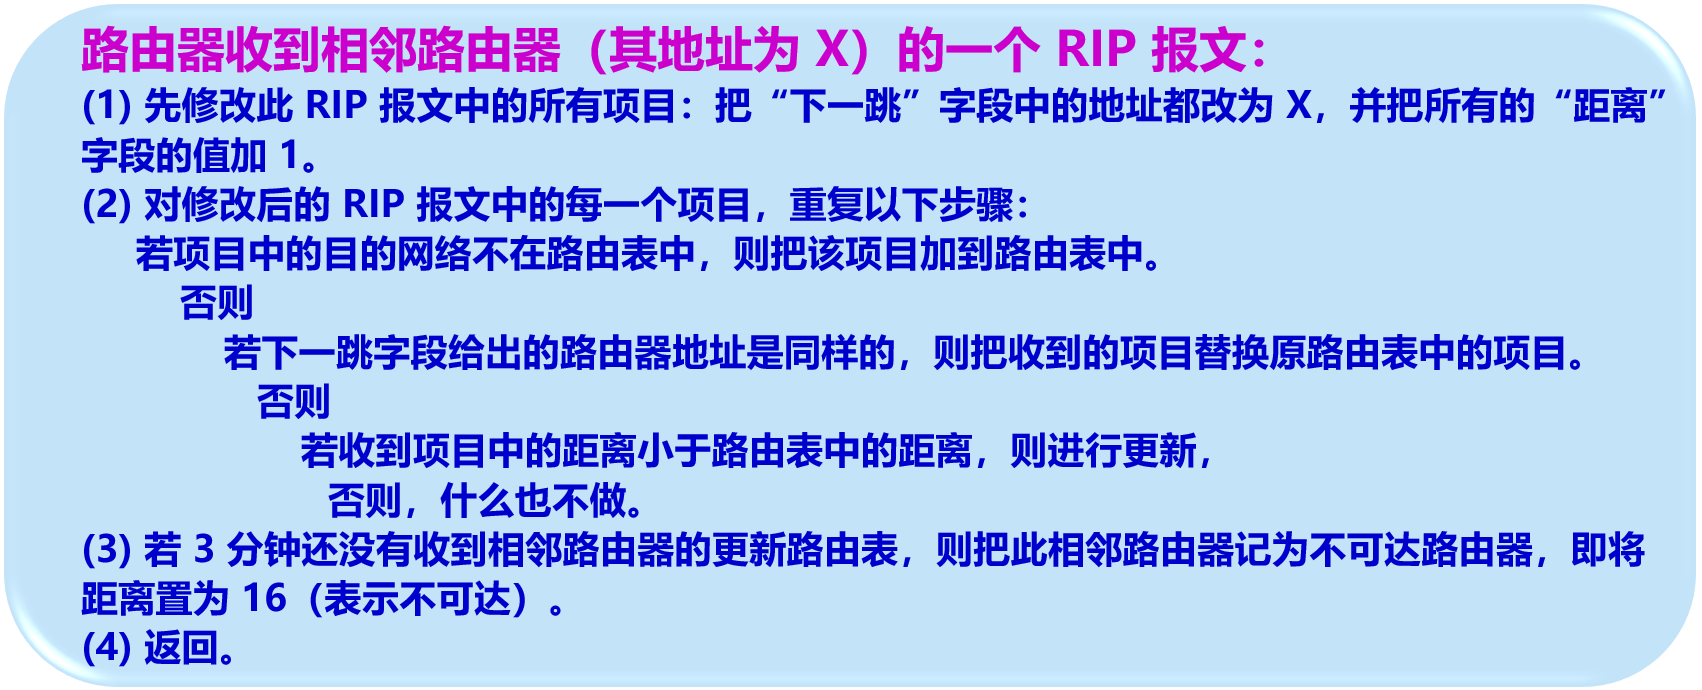 路由器收到相邻路由器（其地址为 X）的一个 RIP 报文：
(1) 先修改此 RIP 报文中的所有项目：把“下一跳”字段中的地址都改为 X，并把所有的“距离”
字段的值加 1。
(2) 对修改后的 RIP 报文中的每一个项目，重复以下步骤：
若项目中的目的网络不在路由表中，则把该项目加到路由表中。
否则
若下一跳字段给出的路由器地址是同样的，则把收到的项目替换原路由表中的项目。
否则
若收到项目中的距离小于路由表中的距离，则进行更新，
否则，什么也不做。
(3) 若 3 分钟还没有收到相邻路由器的更新路由表，则把此相邻路由器记为不可达路由器，即将
距离置为 16（表示不可达）。
(4) 返回。